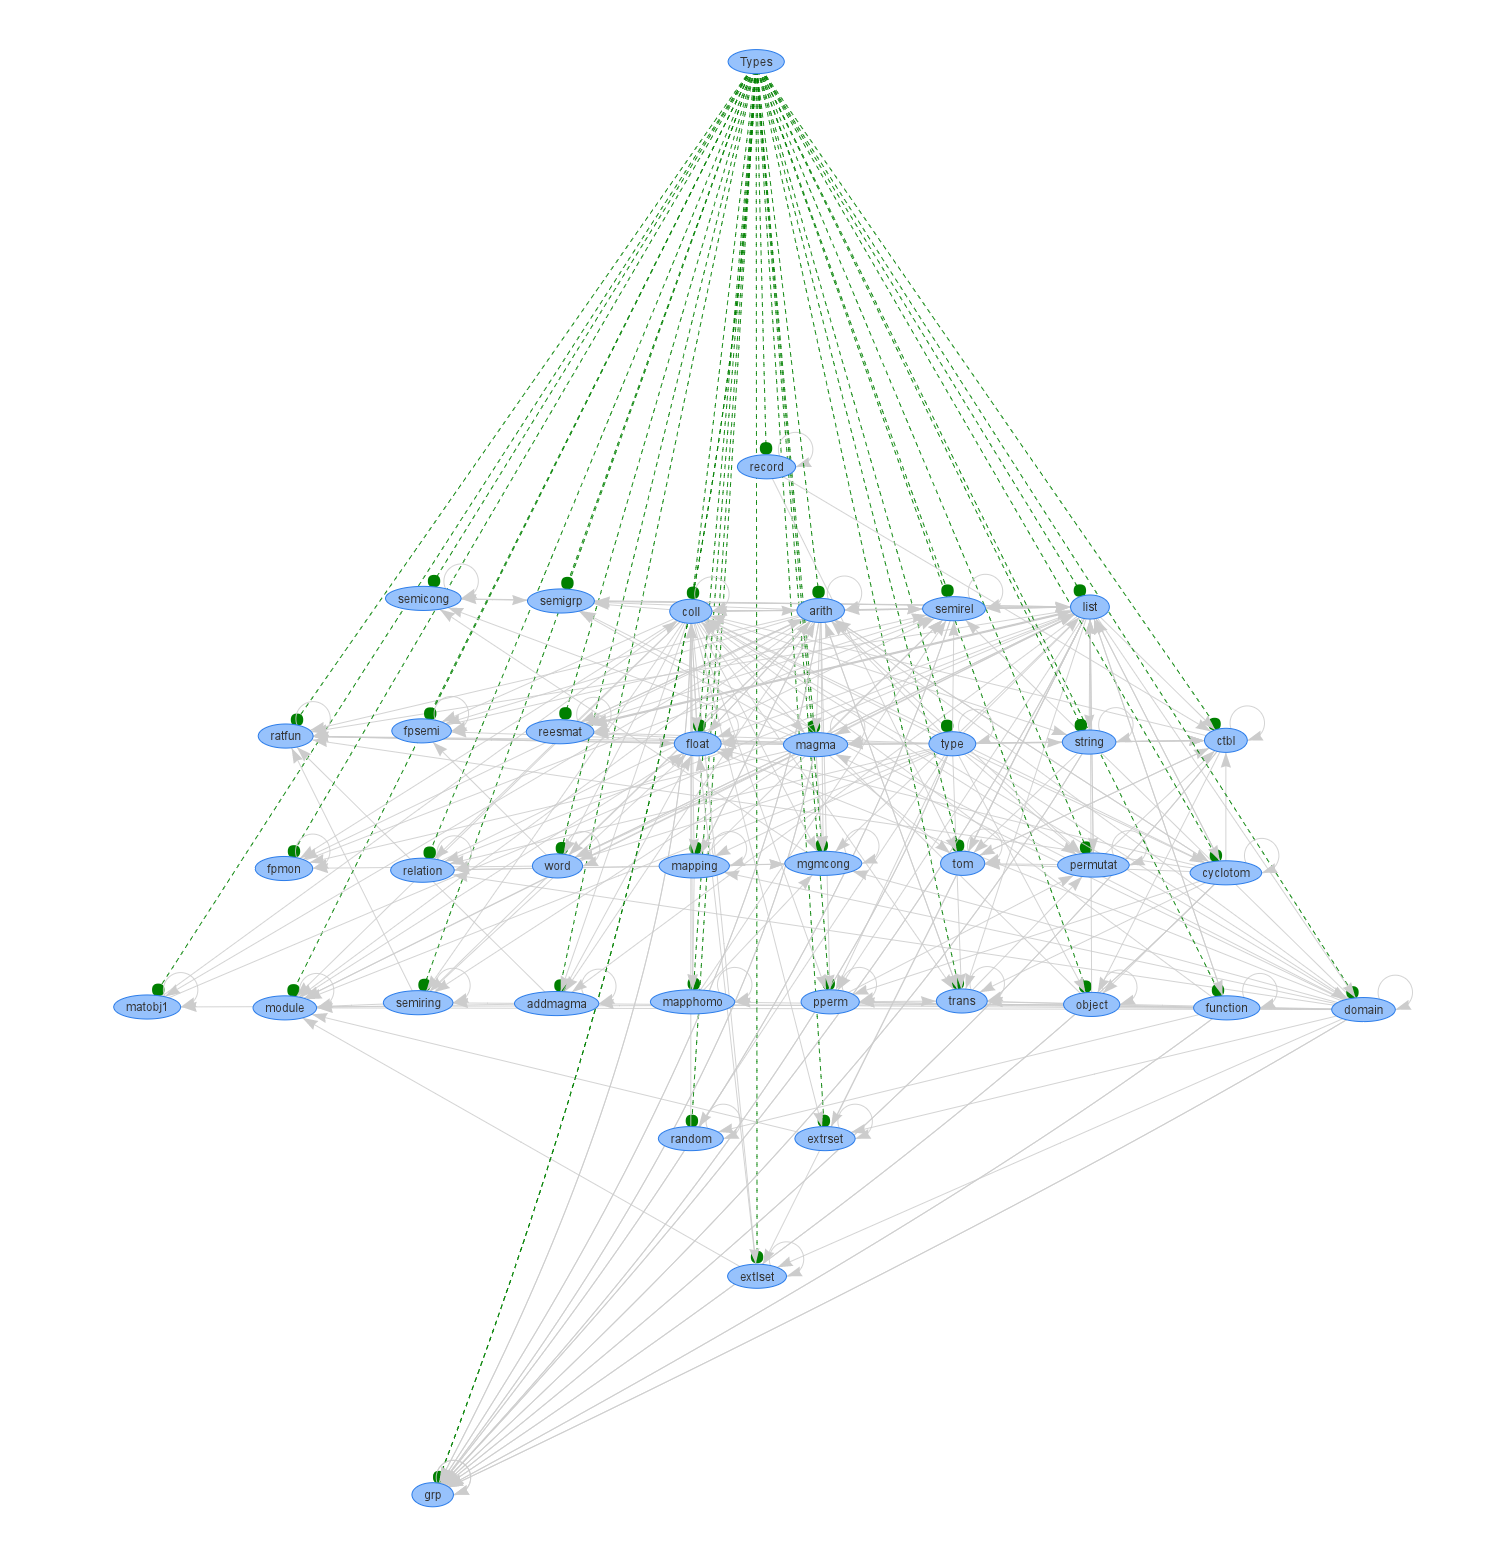 Types
record
semicong semigrp coll arith semirel list
ratfun fpsemi reesmat float magma type string ctbl
fpmon relation word mapping mgmcong tom permutat cyclotom
matobj1 module semiring addmagma mapphomo pperm trans object function domain
random extrset
extlset
grp